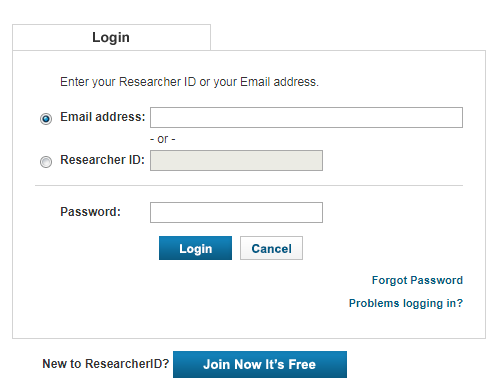 Login
Enter your Researcher ID or your Email address.
Email address:
- or -
Researcher ID:
Password:
Login Cancel
Forgot Password
Problems logging in?
New to ResearcherID? Join Now It's Free